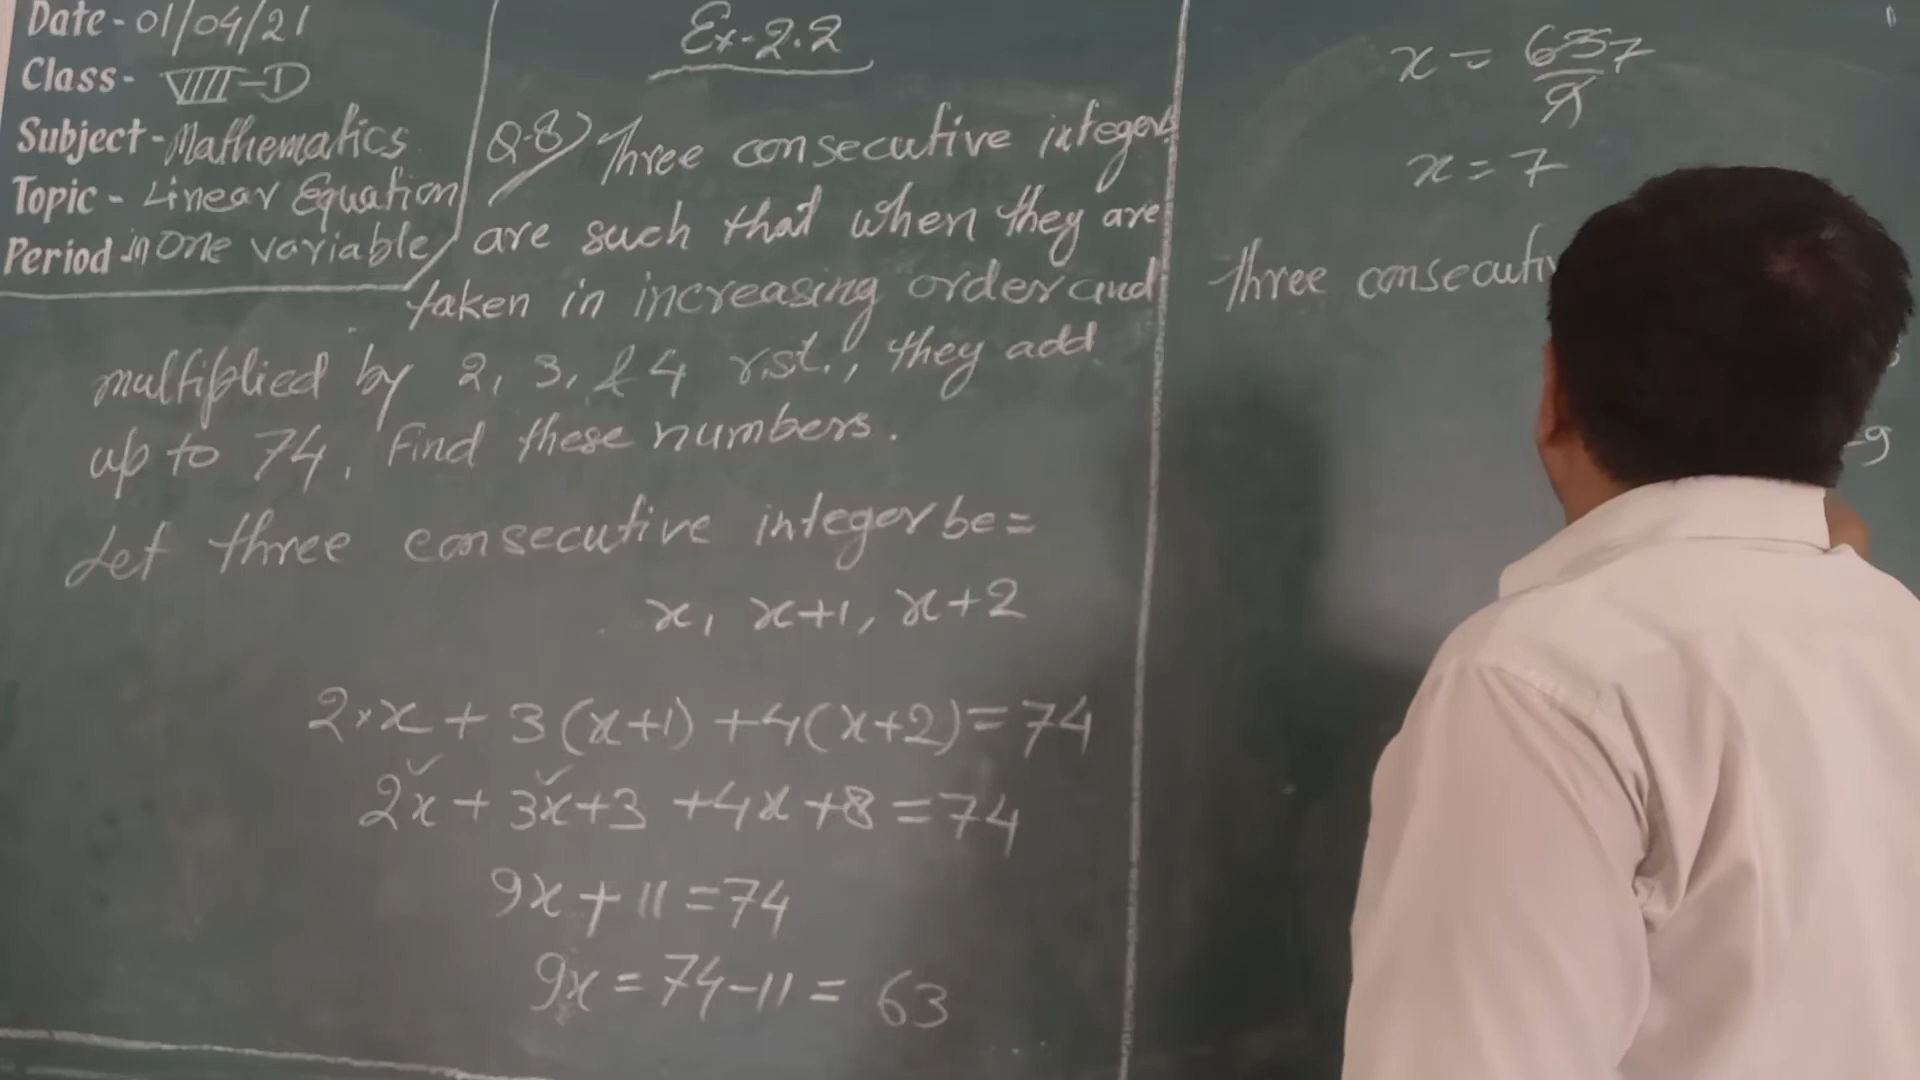 Date - 01/04/21
Class - VIII-D
Subject - Mathematics
Topic - Linear Equation
Period in One variable
Ex-2.2
Q-8) Three consecutive integers
are such that when they are
taken in increasing order and
multiplied by 2, 3, & 4 rst., they add
up to 74. Find these numbers.
Let three consecutive integer be =
x, x+1, x+2
2×x + 3(x+1) +4(x+2)=74
2x + 3x+3 +4x+8=74
9x+11=74
9x=74-11= 63
x = 63 7
9
x=7
Three
9